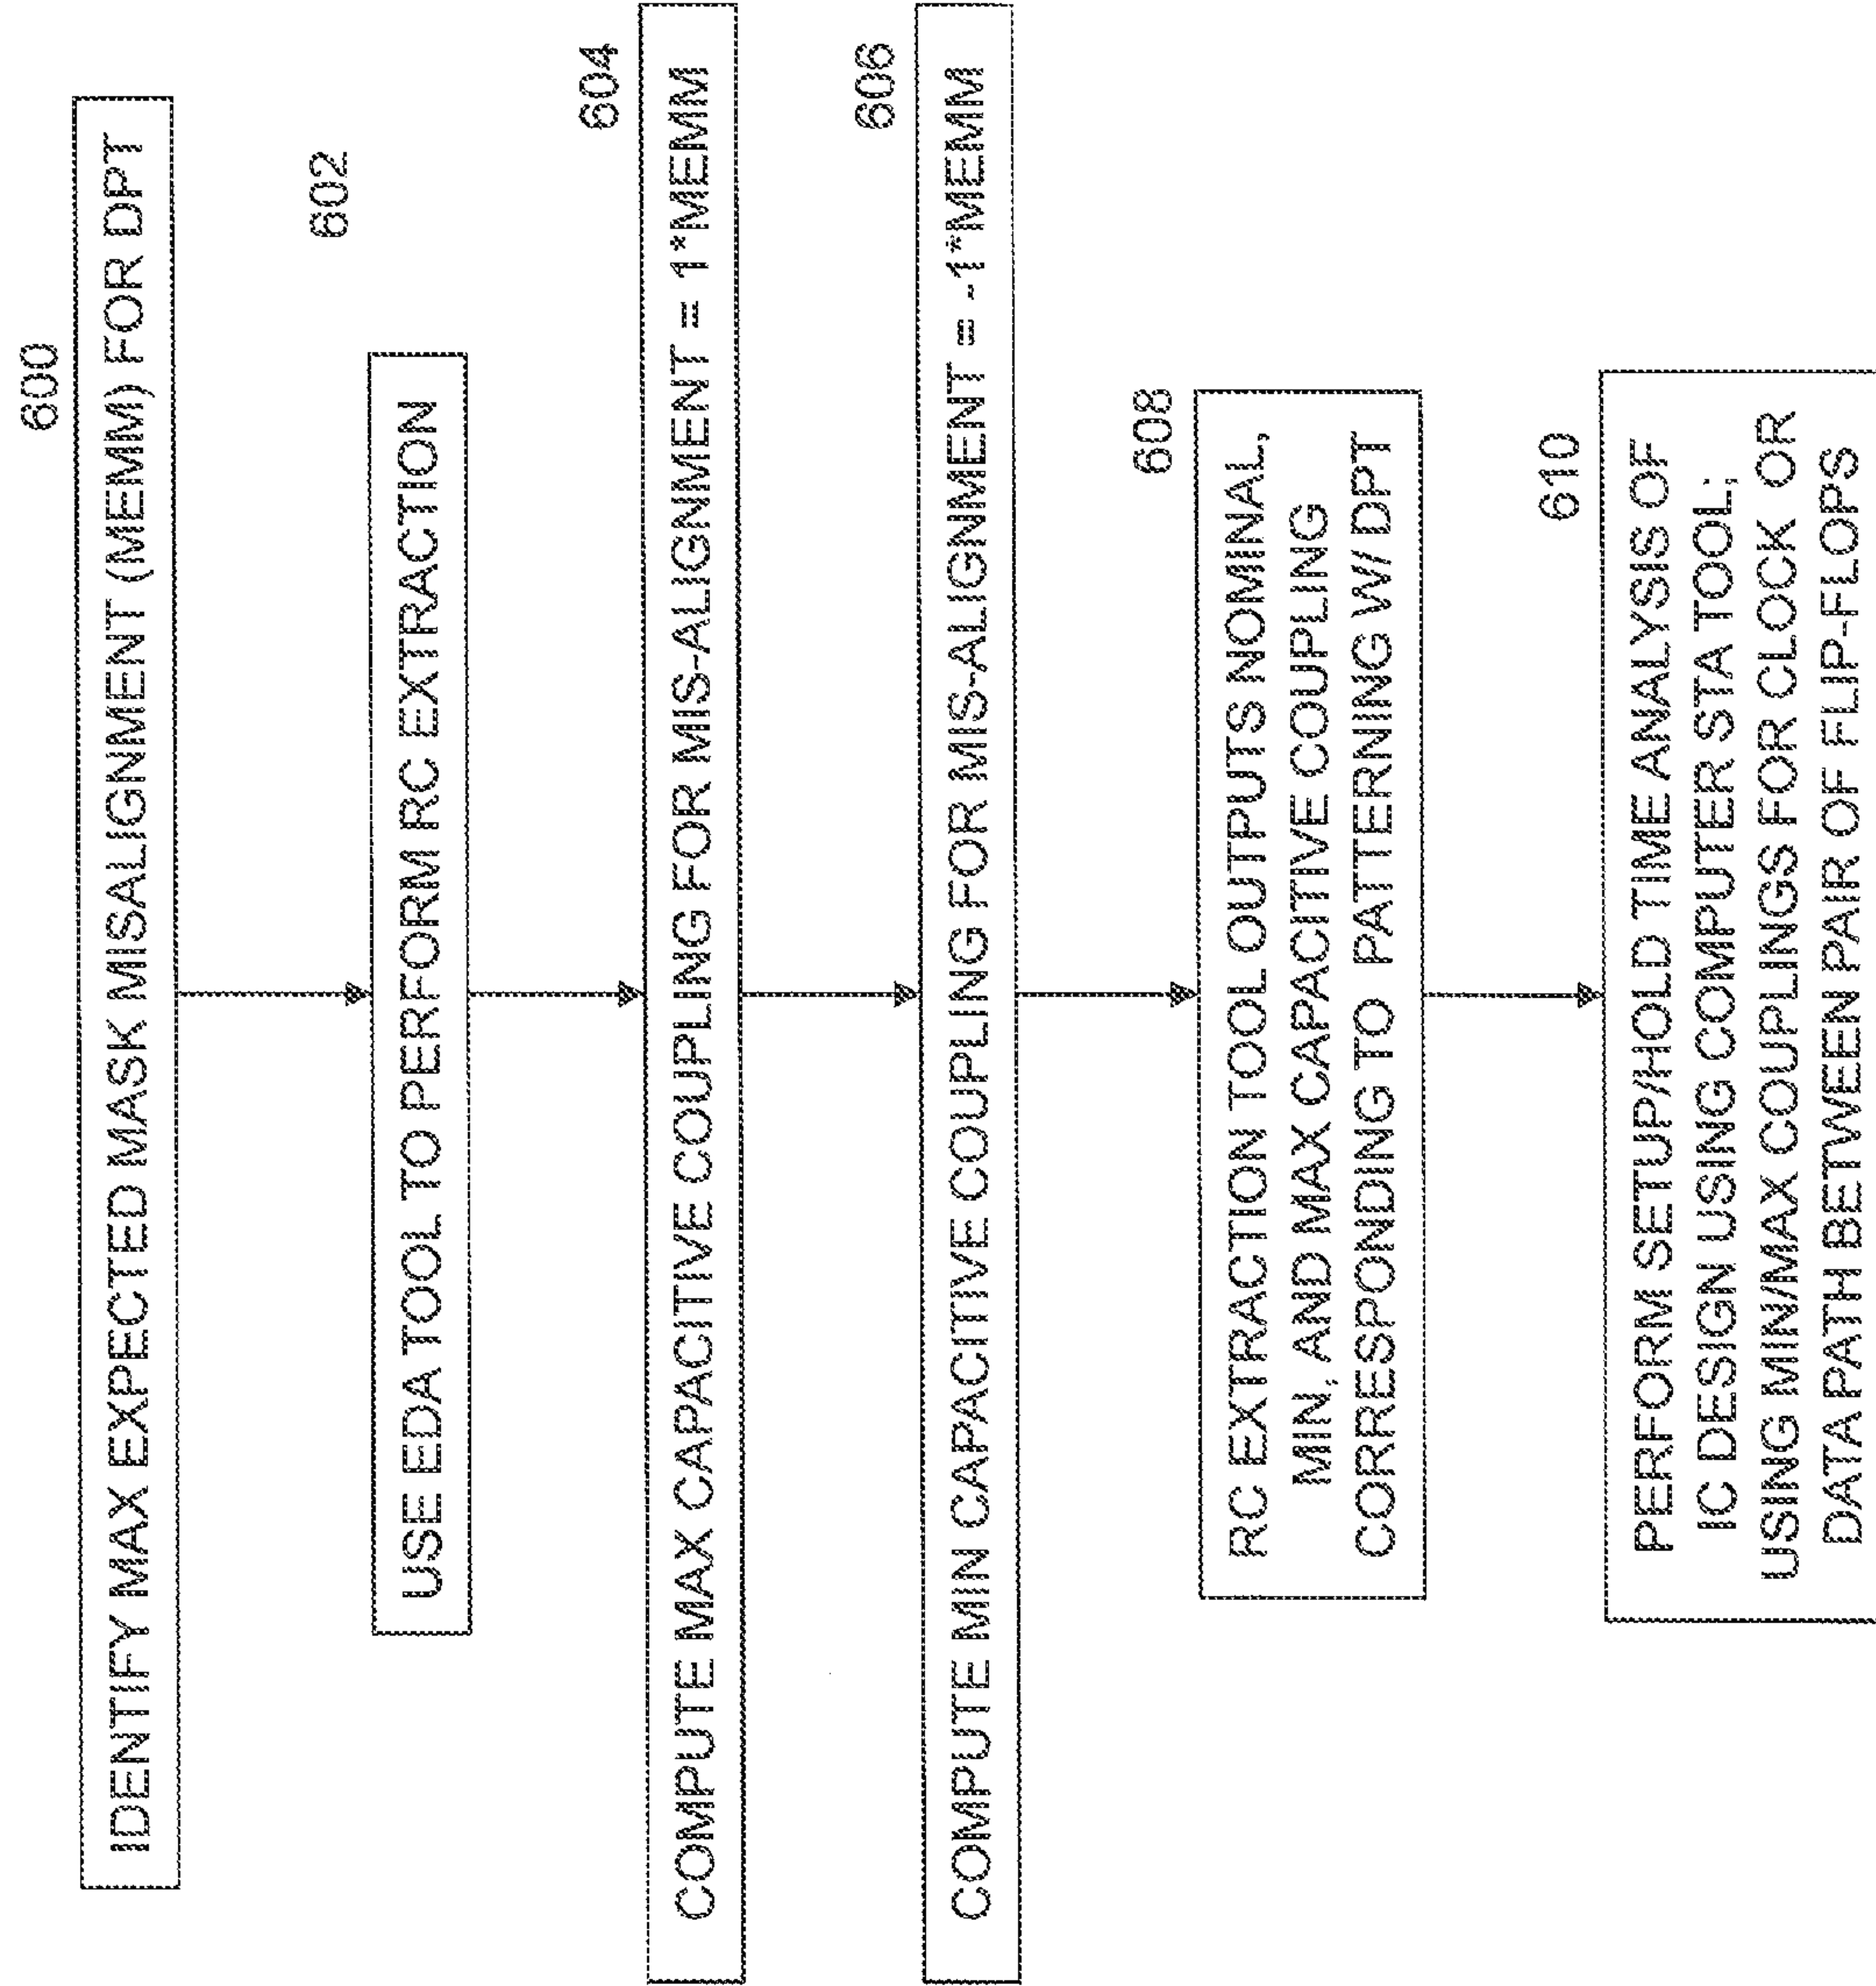 600
IDENTIFY MAX EXPECTED MASK MISALIGNMENT (MEMM) FOR DPT
602
USE EDA TOOL TO PERFORM RC EXTRACTION
604
COMPUTE MAX CAPACITIVE COUPLING FOR MIS-ALIGNMENT = 1*MEMM
606
COMPUTE MIN CAPACITIVE COUPLING FOR MIS-ALIGNMENT = -1*MEMM
608
RC EXTRACTION TOOL OUTPUTS NOMINAL,
MIN, AND MAX CAPACITIVE COUPLING
CORRESPONDING TO PATTERNING W/ DPT
610
PERFORM SETUP/HOLD TIME ANALYSIS OF
IC DESIGN USING COMPUTER STA TOOL;
USING MIN/MAX COUPLINGS FOR CLOCK OR
DATA PATH BETWEEN PAIR OF FLIP-FLOPS